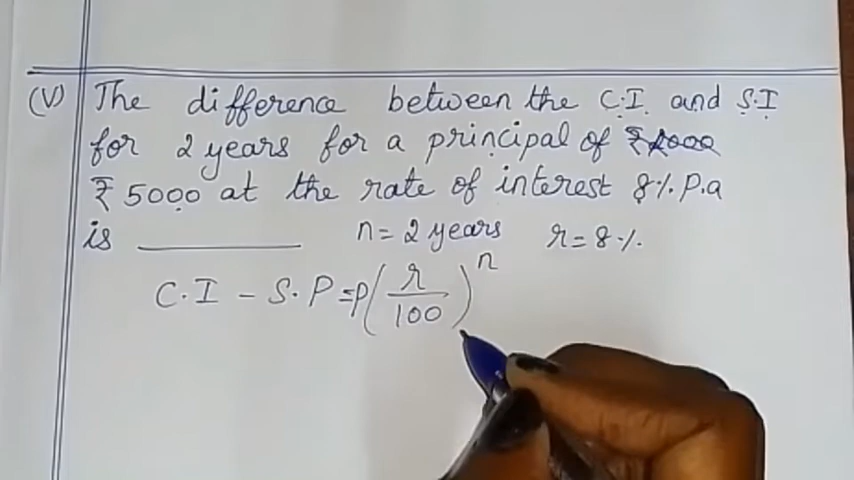 (V) The difference between the C.I. and S.I
for 2 years for a principal of
₹ 5000 at the rate of interest 8% P.a
is ________ n = 2 years r = 8%
C.I - S.P = P(r/100)^n